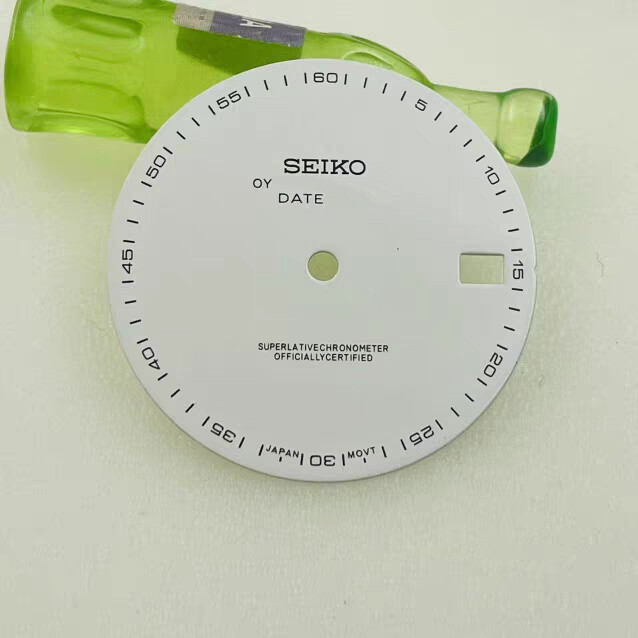 A
60
5
10
15
20
25
30
35
40
45
50
55
SEIKO
OY
DATE
SUPERLATIVECHRONOMETER
OFFICIALLYCERTIFIED
JAPAN MOVT